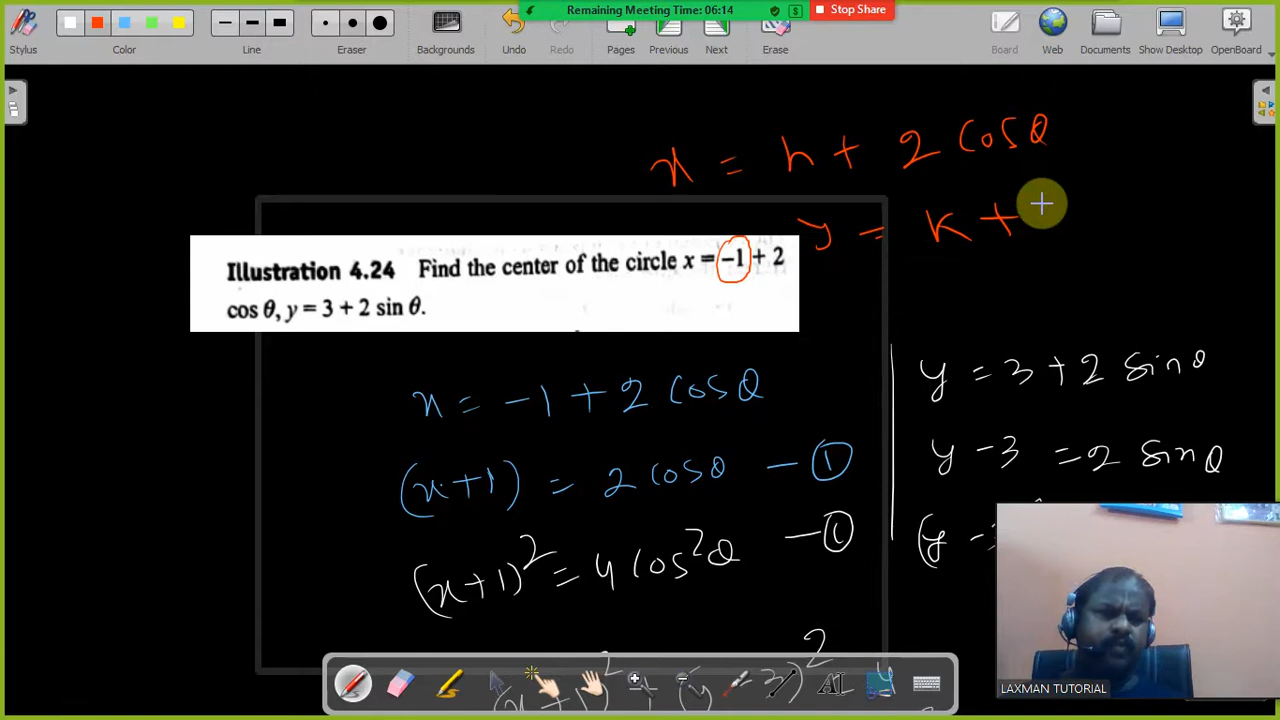 Remaining Meeting Time: 06:14 Stop Share
Stylus Color Line Eraser Backgrounds Undo Redo Pages Previous Next Erase Board Web Documents Show Desktop OpenBoard
x = h + 2 cosθ
y = k +
Illustration 4.24 Find the center of the circle x = −1 + 2
cos θ, y = 3 + 2 sin θ.
x = −1 + 2 cosθ
(x+1) = 2 cosθ − ①
(x+1)² = 4 cos²θ − ①
y = 3 + 2 sinθ
y − 3 = 2 sinθ
(y −
LAXMAN TUTORIAL